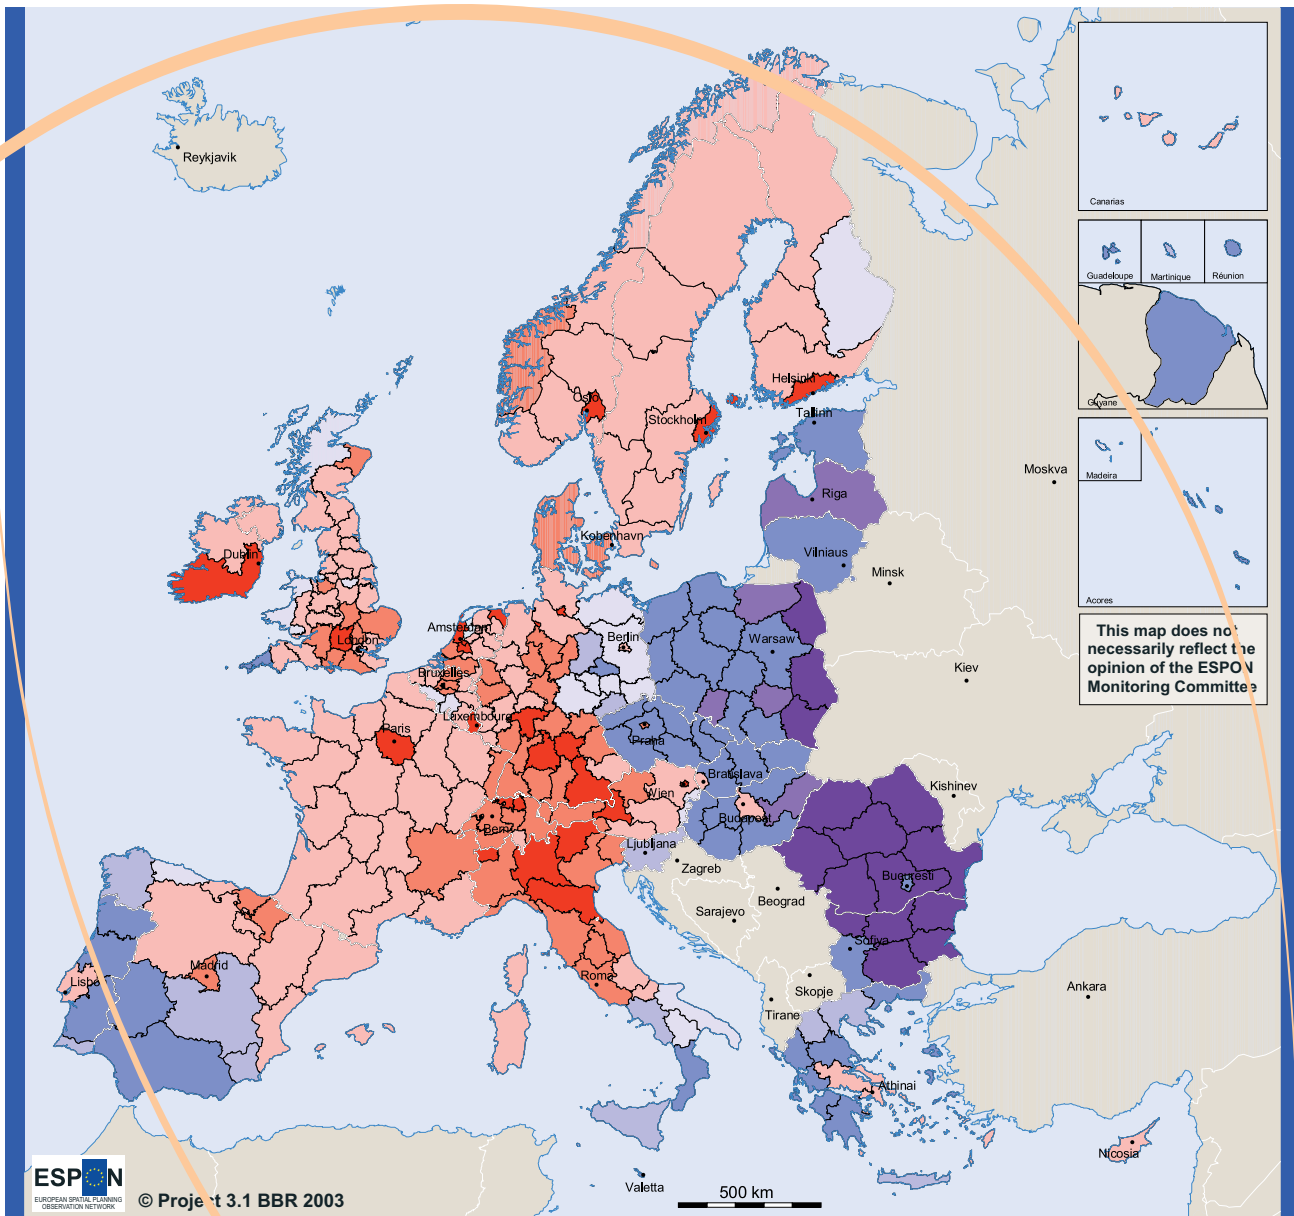 Reykjavik
Canarias
Guadeloupe
Martinique
Réunion
Guyane
Madeira
Acores
This map does not
necessarily reflect the
opinion of the ESPON
Monitoring Committee
Helsinki
Oslo
Stockholm
Tallinn
Moskva
Riga
Dublin
Kobenhavn
Vilniaus
Minsk
Amsterdam
London
Berlin
Warsaw
Kiev
Bruxelles
Luxembourg
Paris
Praha
Kishinev
Bratislava
Wien
Budapest
Bern
Ljubljana
Zagreb
Bucuresti
Beograd
Sarajevo
Sofiya
Madrid
Lisboa
Roma
Skopje
Ankara
Tirane
Athinai
Nicosia
Valetta
500 km
ESPON
EUROPEAN SPATIAL PLANNING
OBSERVATION NETWORK
© Project 3.1 BBR 2003